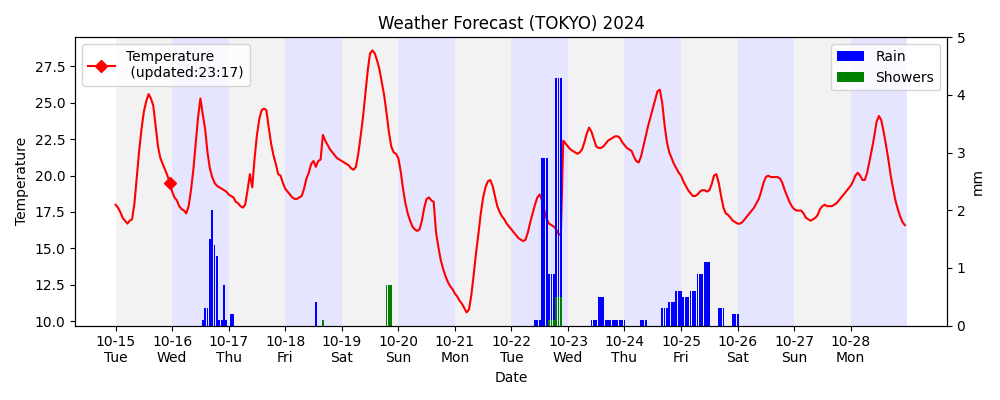 Weather Forecast (TOKYO) 2024
Temperature
(updated:23:17)
Rain
Showers
27.5
25.0
22.5
20.0
17.5
15.0
12.5
10.0
Temperature
5
4
3
2
1
0
mm
10-15 10-16 10-17 10-18 10-19 10-20 10-21 10-22 10-23 10-24 10-25 10-26 10-27 10-28
Tue Wed Thu Fri Sat Sun Mon Tue Wed Thu Fri Sat Sun Mon
Date